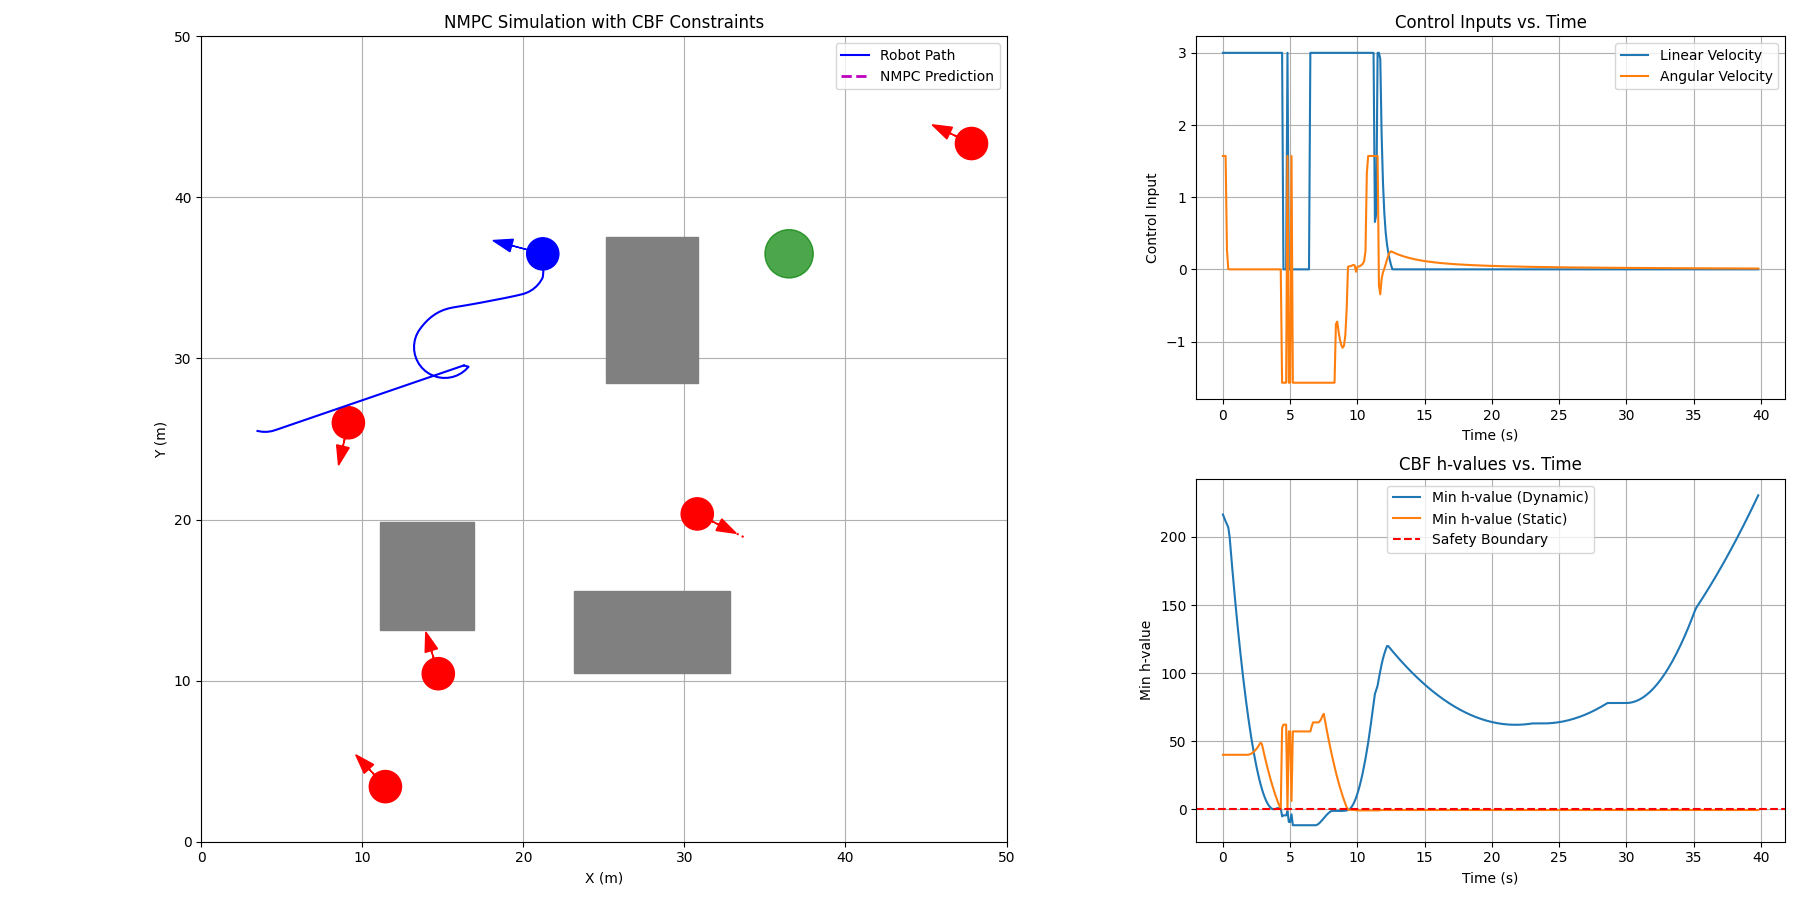 NMPC Simulation with CBF Constraints
Robot Path
NMPC Prediction
50
40
30
20
10
0
Y (m)
0 10 20 30 40 50
X (m)
Control Inputs vs. Time
Linear Velocity
Angular Velocity
3
2
1
0
−1
Control Input
0 5 10 15 20 25 30 35 40
Time (s)
CBF h-values vs. Time
Min h-value (Dynamic)
Min h-value (Static)
Safety Boundary
200
150
100
50
0
Min h-value
0 5 10 15 20 25 30 35 40
Time (s)